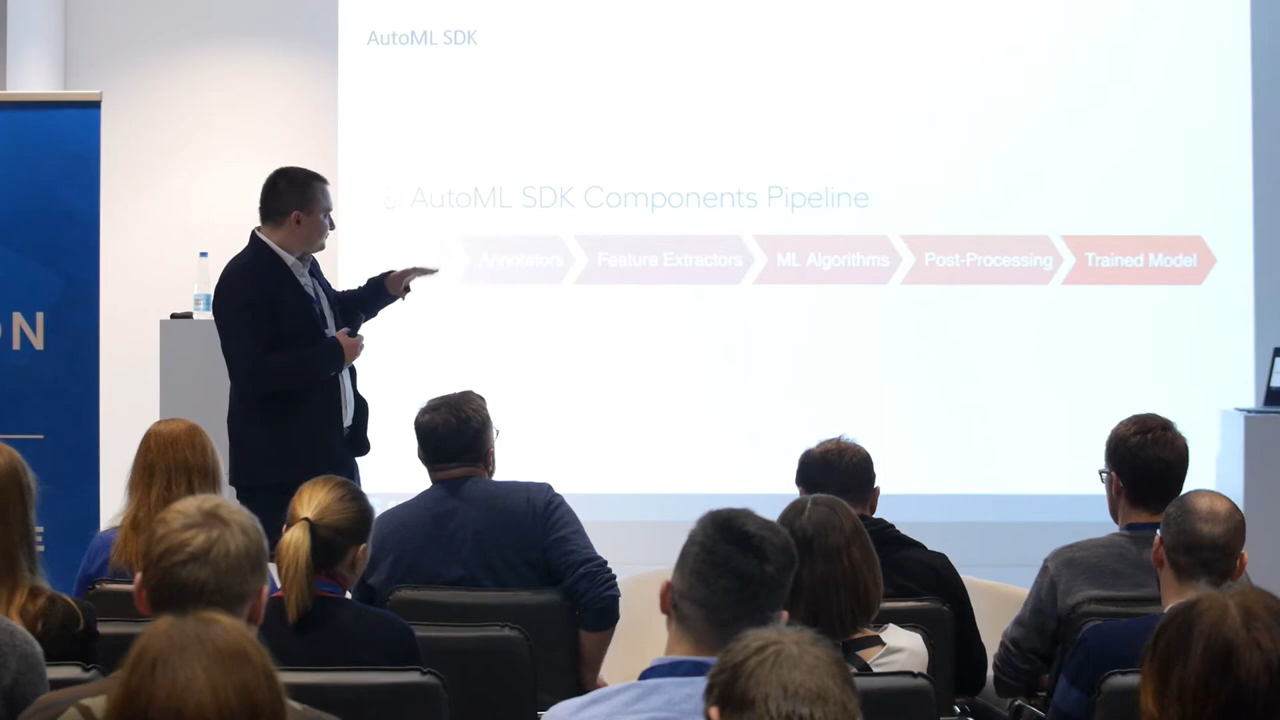 AutoML SDK
AutoML SDK Components Pipeline
Annotators
Feature Extractors
ML Algorithms
Post-Processing
Trained Model
ON
E